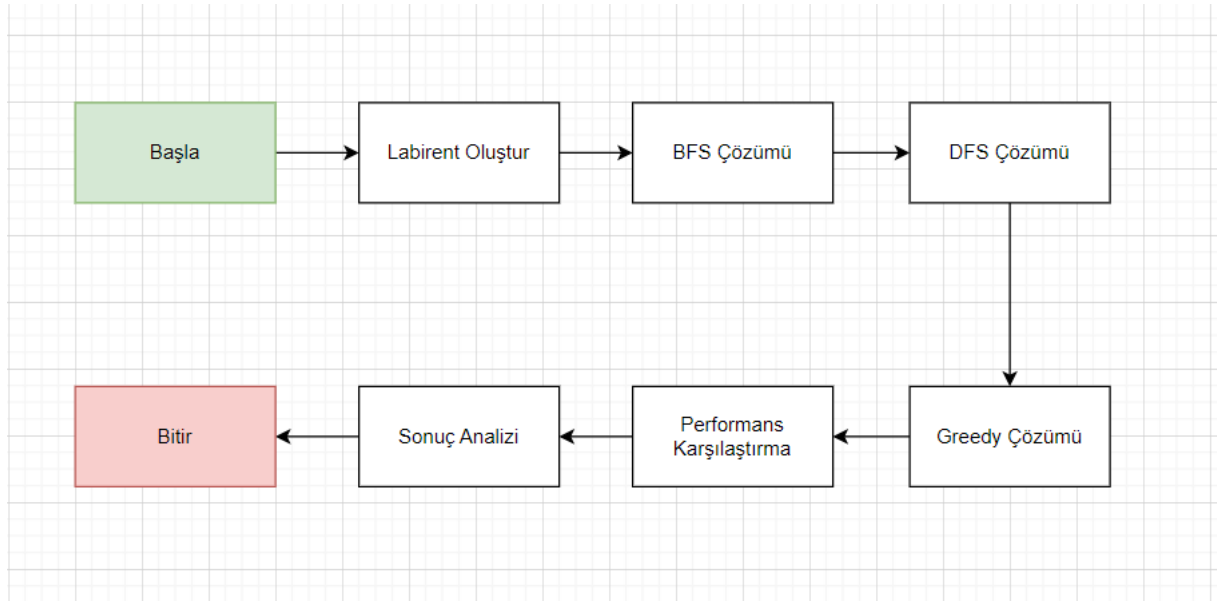 Başla
Labirent Oluştur
BFS Çözümü
DFS Çözümü
Greedy Çözümü
Performans
Karşılaştırma
Sonuç Analizi
Bitir